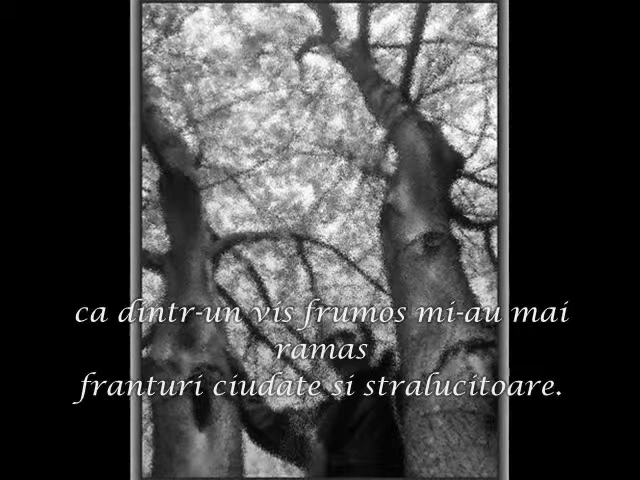 ca dintr-un vis frumos mi-au mai
ramas
franturi ciudate si stralucitoare.